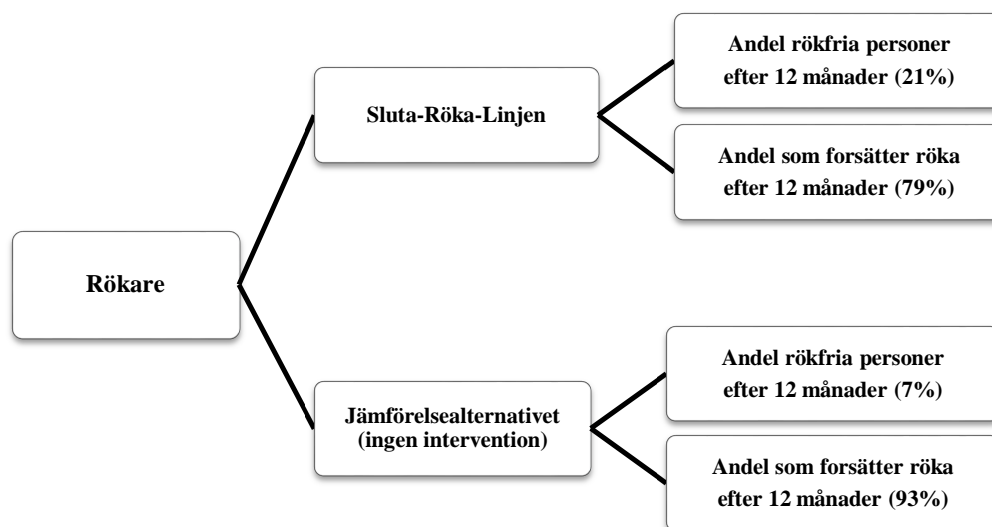 Rökare
Sluta-Röka-Linjen
Andel rökfria personer
efter 12 månader (21%)
Andel som forsätter röka
efter 12 månader (79%)
Jämförelsealternativet
(ingen intervention)
Andel rökfria personer
efter 12 månader (7%)
Andel som forsätter röka
efter 12 månader (93%)